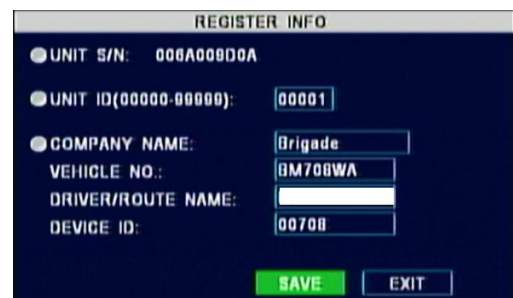 REGISTER INFO
UNIT S/N: 006A009D0A
UNIT ID(00000-99999): 00001
COMPANY NAME: Brigade
VEHICLE NO.: BM708WA
DRIVER/ROUTE NAME:
DEVICE ID: 00708
SAVE EXIT